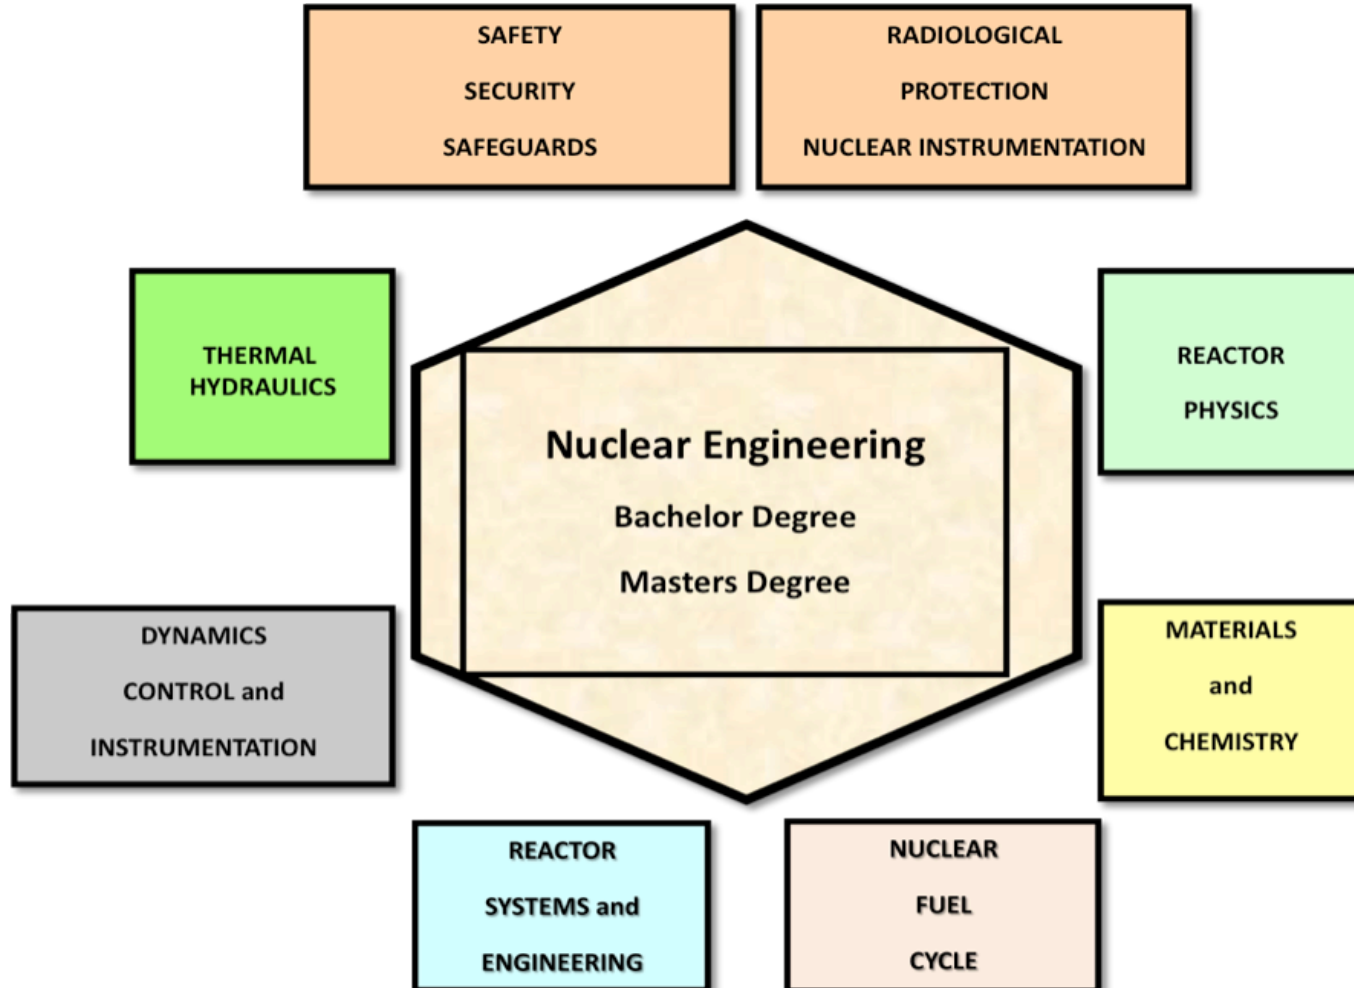 SAFETY
SECURITY
SAFEGUARDS
RADIOLOGICAL
PROTECTION
NUCLEAR INSTRUMENTATION
THERMAL
HYDRAULICS
Nuclear Engineering
Bachelor Degree
Masters Degree
REACTOR
PHYSICS
DYNAMICS
CONTROL and
INSTRUMENTATION
MATERIALS
and
CHEMISTRY
REACTOR
SYSTEMS and
ENGINEERING
NUCLEAR
FUEL
CYCLE